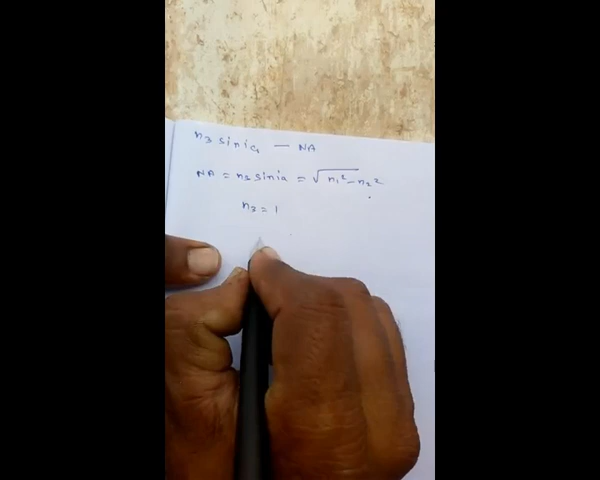 n₃ sin iₐ — NA
NA = n₃ sin ia = √n₁² - n₂²
n₃ = 1